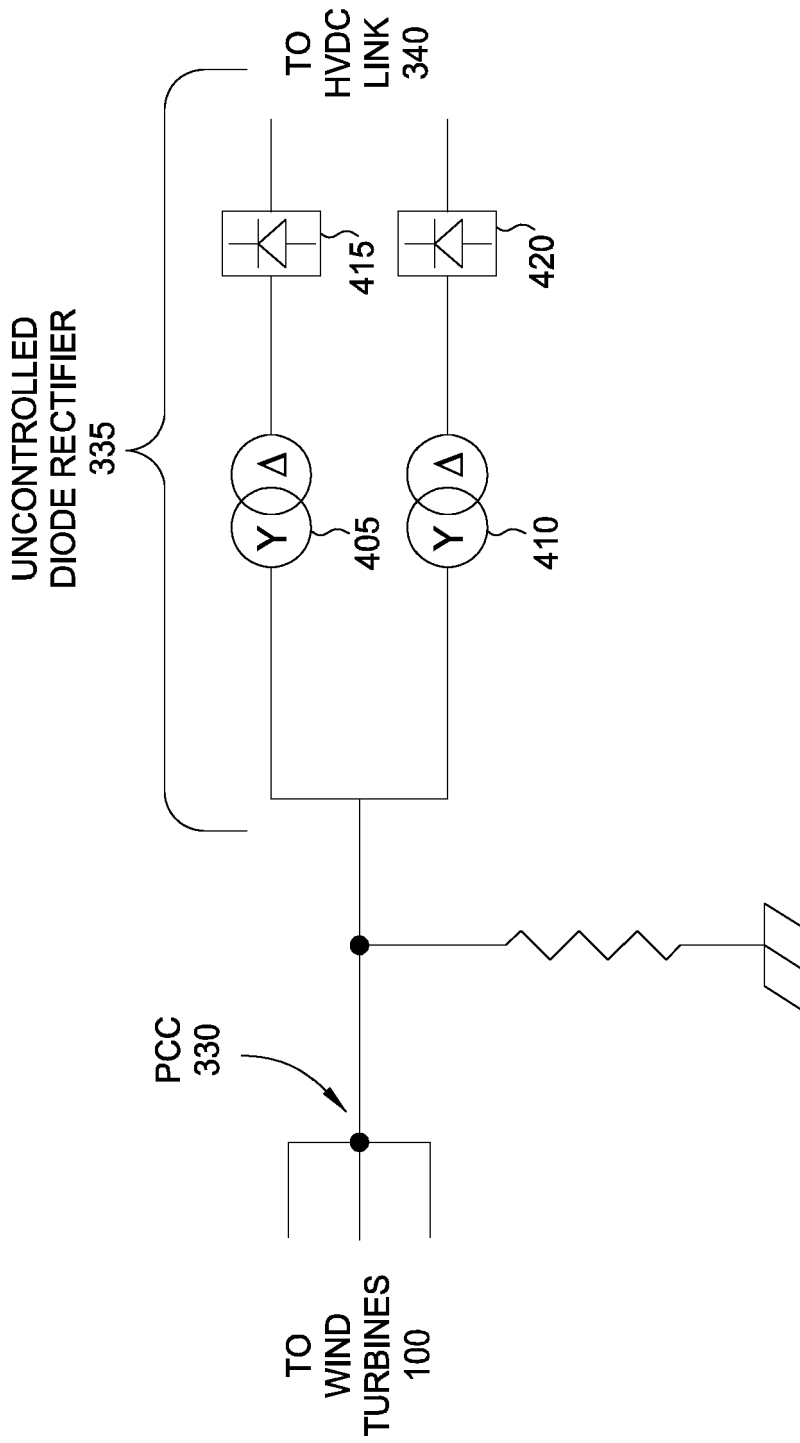 UNCONTROLLED
DIODE RECTIFIER
335
TO
HVDC
LINK
340
Y
Δ
405
415
Y
Δ
410
420
PCC
330
TO
WIND
TURBINES
100